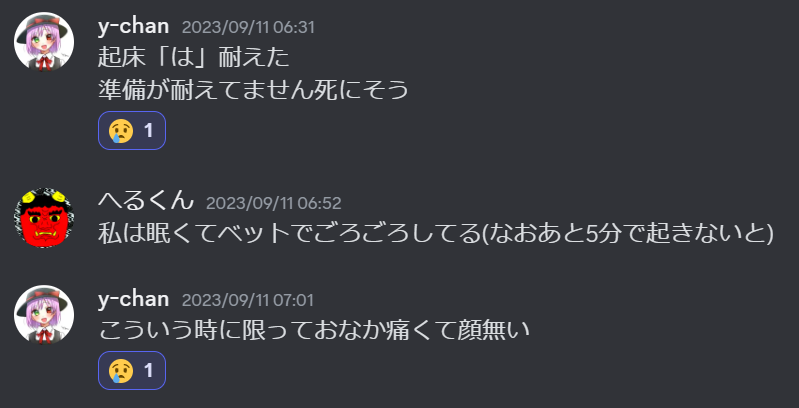 y-chan 2023/09/11 06:31
起床「は」耐えた
準備が耐えてません死にそう
😢 1
へるくん 2023/09/11 06:52
私は眠くてベットでごろごろしてる(なおあと5分で起きないと)
y-chan 2023/09/11 07:01
こういう時に限っておなか痛くて顔無い
😢 1